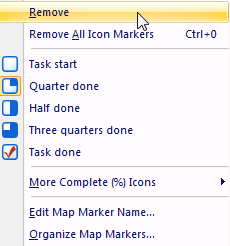 Remove
Remove All Icon Markers Ctrl+0
Task start
Quarter done
Half done
Three quarters done
Task done
More Complete (%) Icons
Edit Map Marker Name...
Organize Map Markers...